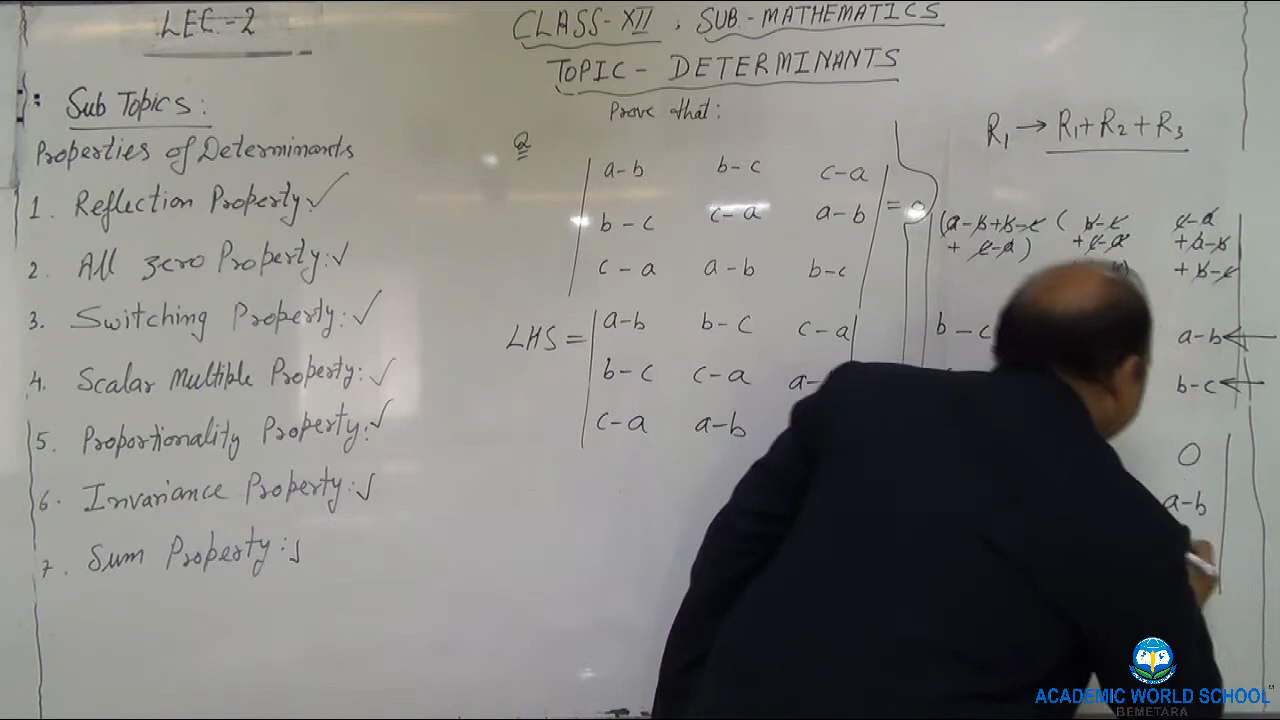 LEC-2
CLASS-XII, SUB-MATHEMATICS
TOPIC- DETERMINANTS
Sub Topics:
Properties of Determinants
1. Reflection Property: ✓
2. All zero Property: ✓
3. Switching Property: ✓
4. Scalar Multiple Property: ✓
5. Proportionality Property: ✓
6. Invariance Property: ✓
7. Sum Property: ✓
Prove that:
Q
a-b b-c c-a
b-c c-a a-b = 0
c-a a-b b-c
LHS = a-b b-c c-a
b-c c-a a-
c-a a-b
R₁ → R₁+R₂+R₃
(a-b+b-c ( b-c c-a
+ c-a) + c-a + a-b
+ b-c
b-c a-b
b-c
0
a-b
ACADEMIC WORLD SCHOOL
BEMETARA